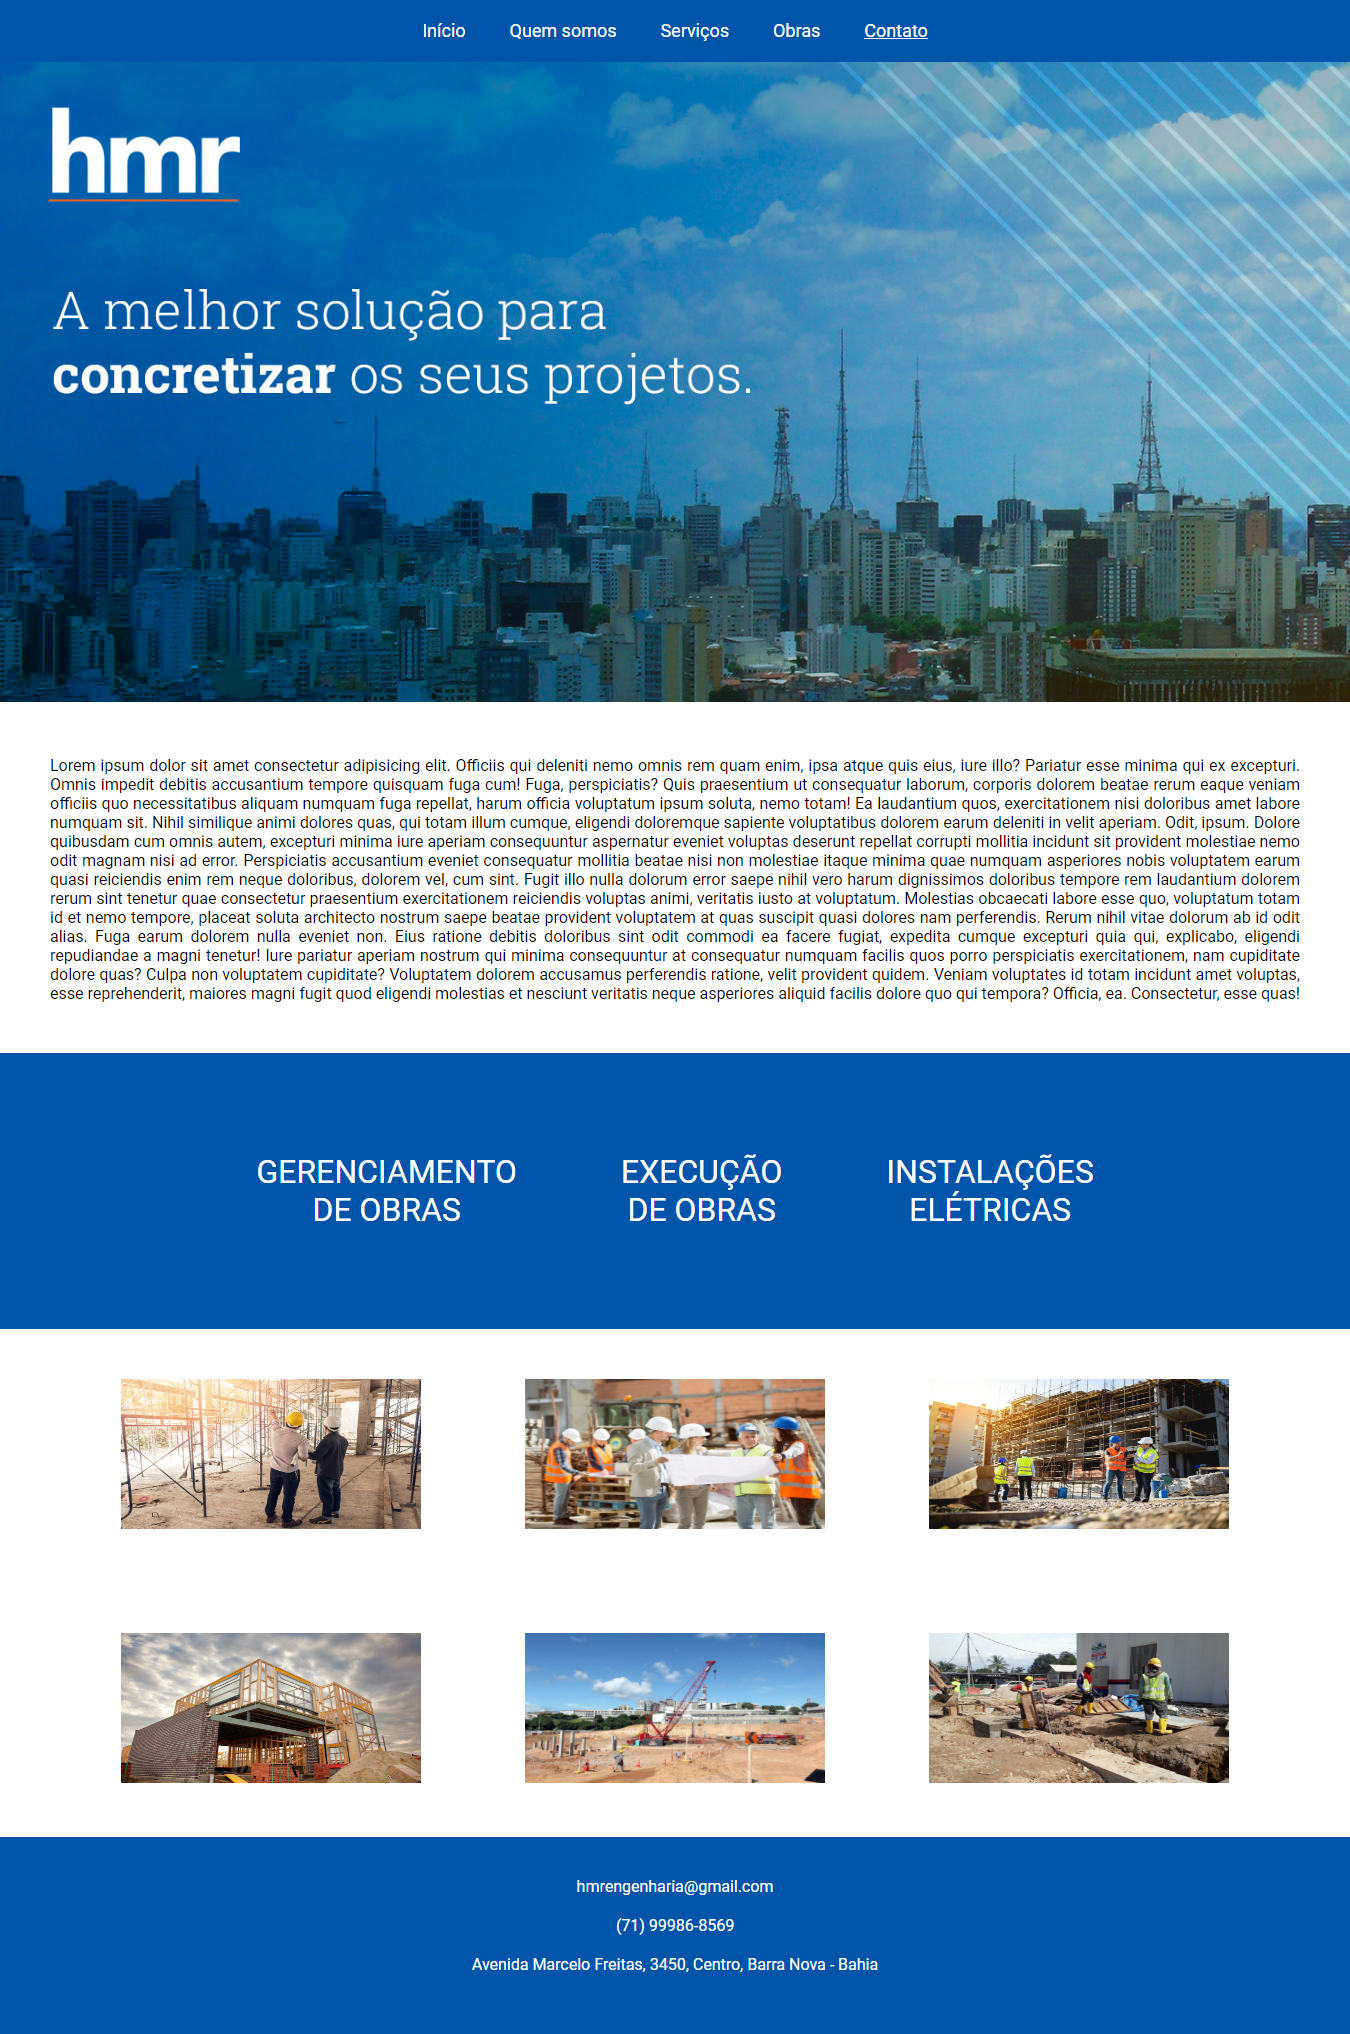 Início Quem somos Serviços Obras Contato
hmr
A melhor solução para
concretizar os seus projetos.
Lorem ipsum dolor sit amet consectetur adipisicing elit. Officiis qui deleniti nemo omnis rem quam enim, ipsa atque quis eius, iure illo? Pariatur esse minima qui ex excepturi.
Omnis impedit debitis accusantium tempore quisquam fuga cum! Fuga, perspiciatis? Quis praesentium ut consequatur laborum, corporis dolorem beatae rerum eaque veniam
officiis quo necessitatibus aliquam numquam fuga repellat, harum officia voluptatum ipsum soluta, nemo totam! Ea laudantium quos, exercitationem nisi doloribus amet labore
numquam sit. Nihil similique animi dolores quas, qui totam illum cumque, eligendi doloremque sapiente voluptatibus dolorem earum deleniti in velit aperiam. Odit, ipsum. Dolore
quibusdam cum omnis autem, excepturi minima iure aperiam consequuntur aspernatur eveniet voluptas deserunt repellat corrupti mollitia incidunt sit provident molestiae nemo
odit magnam nisi ad error. Perspiciatis accusantium eveniet consequatur mollitia beatae nisi non molestiae itaque minima quae numquam asperiores nobis voluptatem earum
quasi reiciendis enim rem neque doloribus, dolorem vel, cum sint. Fugit illo nulla dolorum error saepe nihil vero harum dignissimos doloribus tempore rem laudantium dolorem
rerum sint tenetur quae consectetur praesentium exercitationem reiciendis voluptas animi, veritatis iusto at voluptatum. Molestias obcaecati labore esse quo, voluptatum totam
id et nemo tempore, placeat soluta architecto nostrum saepe beatae provident voluptatem at quas suscipit quasi dolores nam perferendis. Rerum nihil vitae dolorum ab id odit
alias. Fuga earum dolorem nulla eveniet non. Eius ratione debitis doloribus sint odit commodi ea facere fugiat, expedita cumque excepturi quia qui, explicabo, eligendi
repudiandae a magni tenetur! Iure pariatur aperiam nostrum qui minima consequuntur at consequatur numquam facilis quos porro perspiciatis exercitationem, nam cupiditate
dolore quas? Culpa non voluptatem cupiditate? Voluptatem dolorem accusamus perferendis ratione, velit provident quidem. Veniam voluptates id totam incidunt amet voluptas,
esse reprehenderit, maiores magni fugit quod eligendi molestias et nesciunt veritatis neque asperiores aliquid facilis dolore quo qui tempora? Officia, ea. Consectetur, esse quas!
GERENCIAMENTO
DE OBRAS
EXECUÇÃO
DE OBRAS
INSTALAÇÕES
ELÉTRICAS
hmrengenharia@gmail.com
(71) 99986-8569
Avenida Marcelo Freitas, 3450, Centro, Barra Nova - Bahia